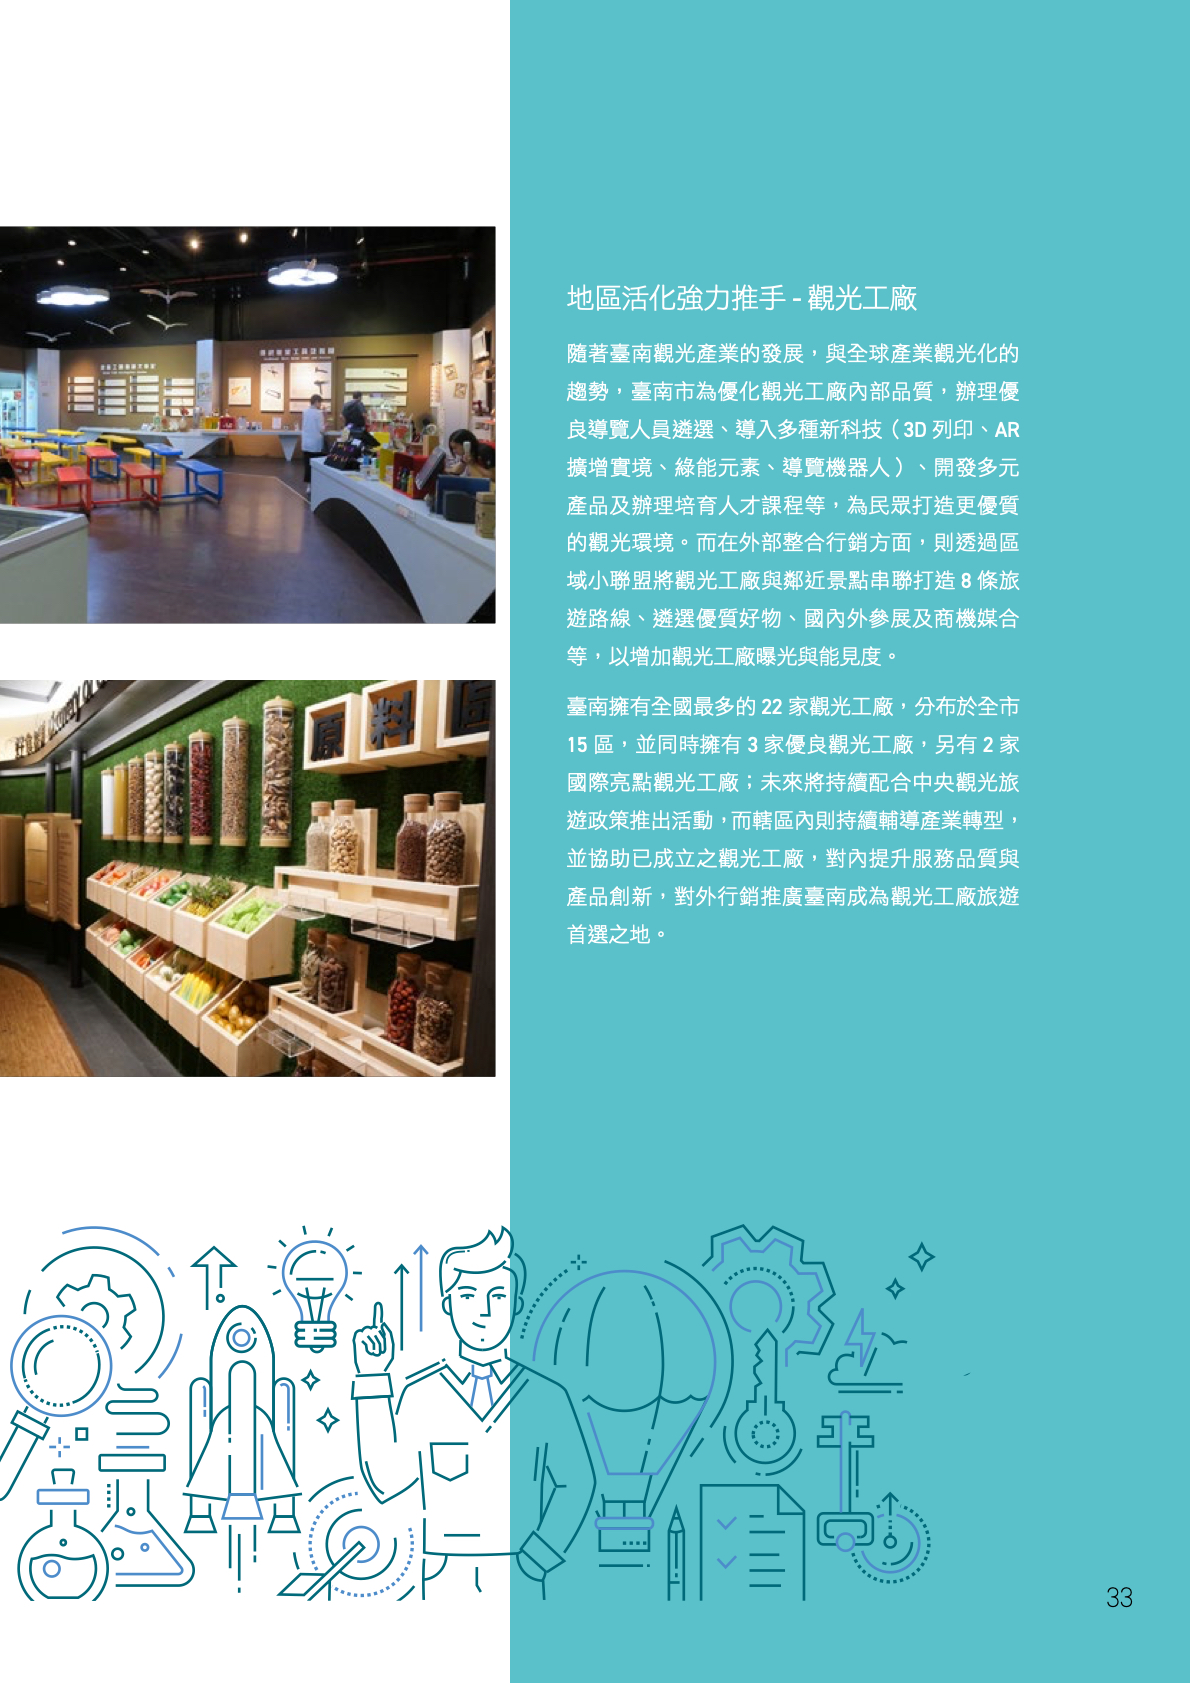 地區活化強力推手 - 觀光工廠
隨著臺南觀光產業的發展，與全球產業觀光化的
趨勢，臺南市為優化觀光工廠內部品質，辦理優
良導覽人員遴選、導入多種新科技（3D 列印、AR
擴增實境、綠能元素、導覽機器人）、開發多元
產品及辦理培育人才課程等，為民眾打造更優質
的觀光環境。而在外部整合行銷方面，則透過區
域小聯盟將觀光工廠與鄰近景點串聯打造 8 條旅
遊路線、遴選優質好物、國內外參展及商機媒合
等，以增加觀光工廠曝光與能見度。
臺南擁有全國最多的 22 家觀光工廠，分布於全市
15 區，並同時擁有 3 家優良觀光工廠，另有 2 家
國際亮點觀光工廠；未來將持續配合中央觀光旅
遊政策推出活動，而轄區內則持續輔導產業轉型，
並協助已成立之觀光工廠，對內提升服務品質與
產品創新，對外行銷推廣臺南成為觀光工廠旅遊
首選之地。
原料
33